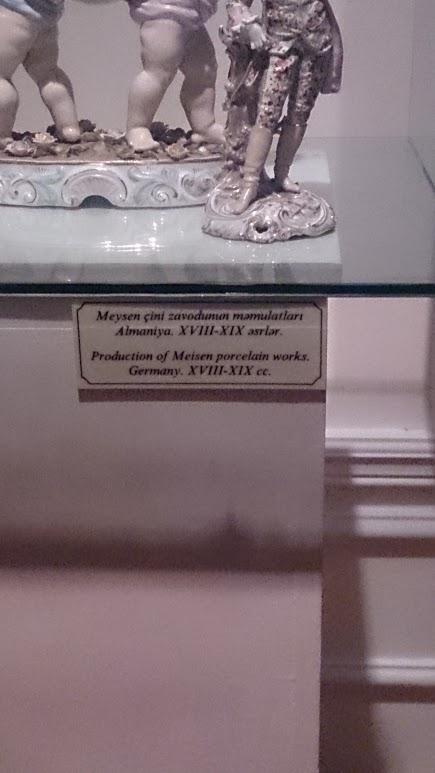 Meysen çini zavodunun məmulatları
Almaniya. XVIII-XIX əsrlər.
Production of Meisen porcelain works.
Germany. XVIII-XIX cc.